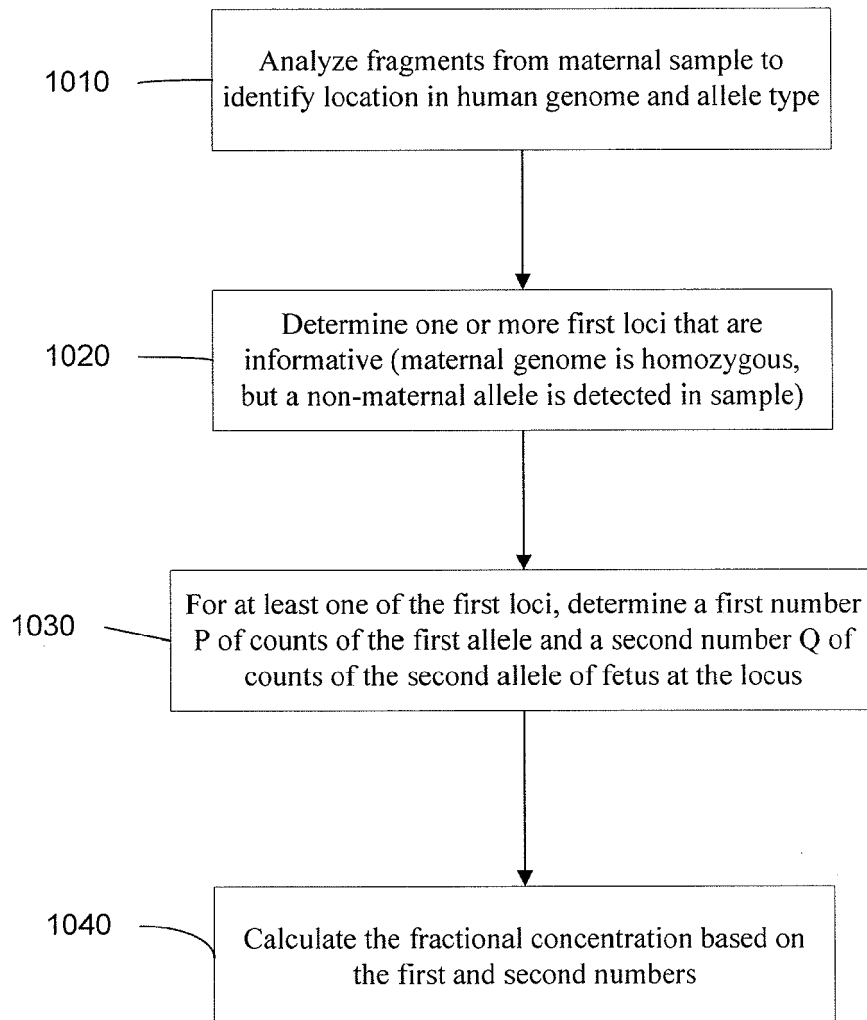 1010
Analyze fragments from maternal sample to
identify location in human genome and allele type
1020
Determine one or more first loci that are
informative (maternal genome is homozygous,
but a non-maternal allele is detected in sample)
1030
For at least one of the first loci, determine a first number
P of counts of the first allele and a second number Q of
counts of the second allele of fetus at the locus
1040
Calculate the fractional concentration based on
the first and second numbers